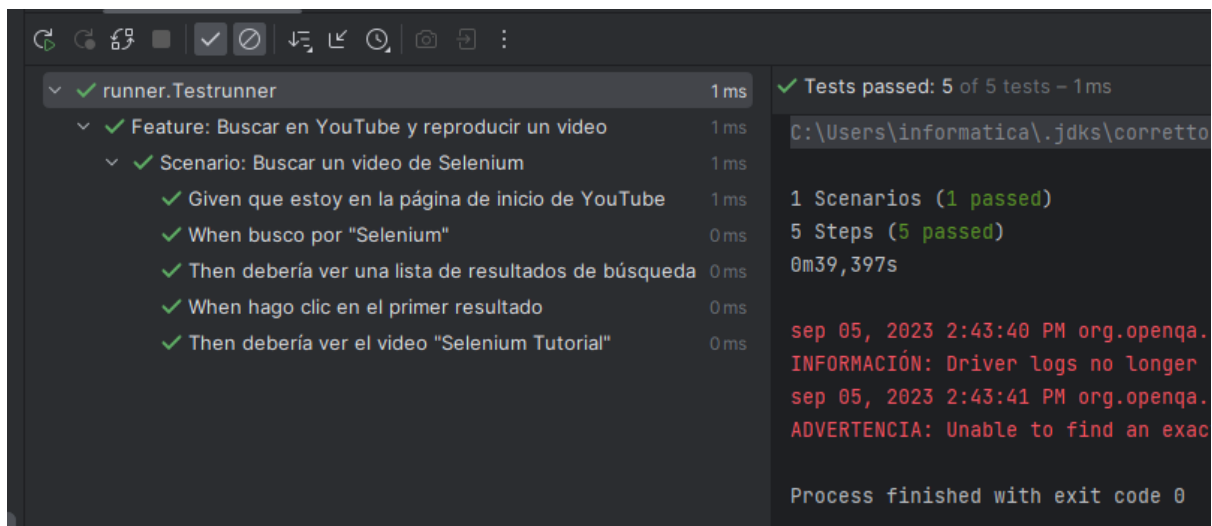 runner.Testrunner 1 ms
Feature: Buscar en YouTube y reproducir un video 1 ms
Scenario: Buscar un video de Selenium 1 ms
Given que estoy en la página de inicio de YouTube 1 ms
When busco por "Selenium" 0 ms
Then debería ver una lista de resultados de búsqueda 0 ms
When hago clic en el primer resultado 0 ms
Then debería ver el video "Selenium Tutorial" 0 ms
Tests passed: 5 of 5 tests – 1 ms
C:\Users\informatica\.jdks\corretto
1 Scenarios (1 passed)
5 Steps (5 passed)
0m39,397s
sep 05, 2023 2:43:40 PM org.openqa.
INFORMACIÓN: Driver logs no longer
sep 05, 2023 2:43:41 PM org.openqa.
ADVERTENCIA: Unable to find an exac
Process finished with exit code 0